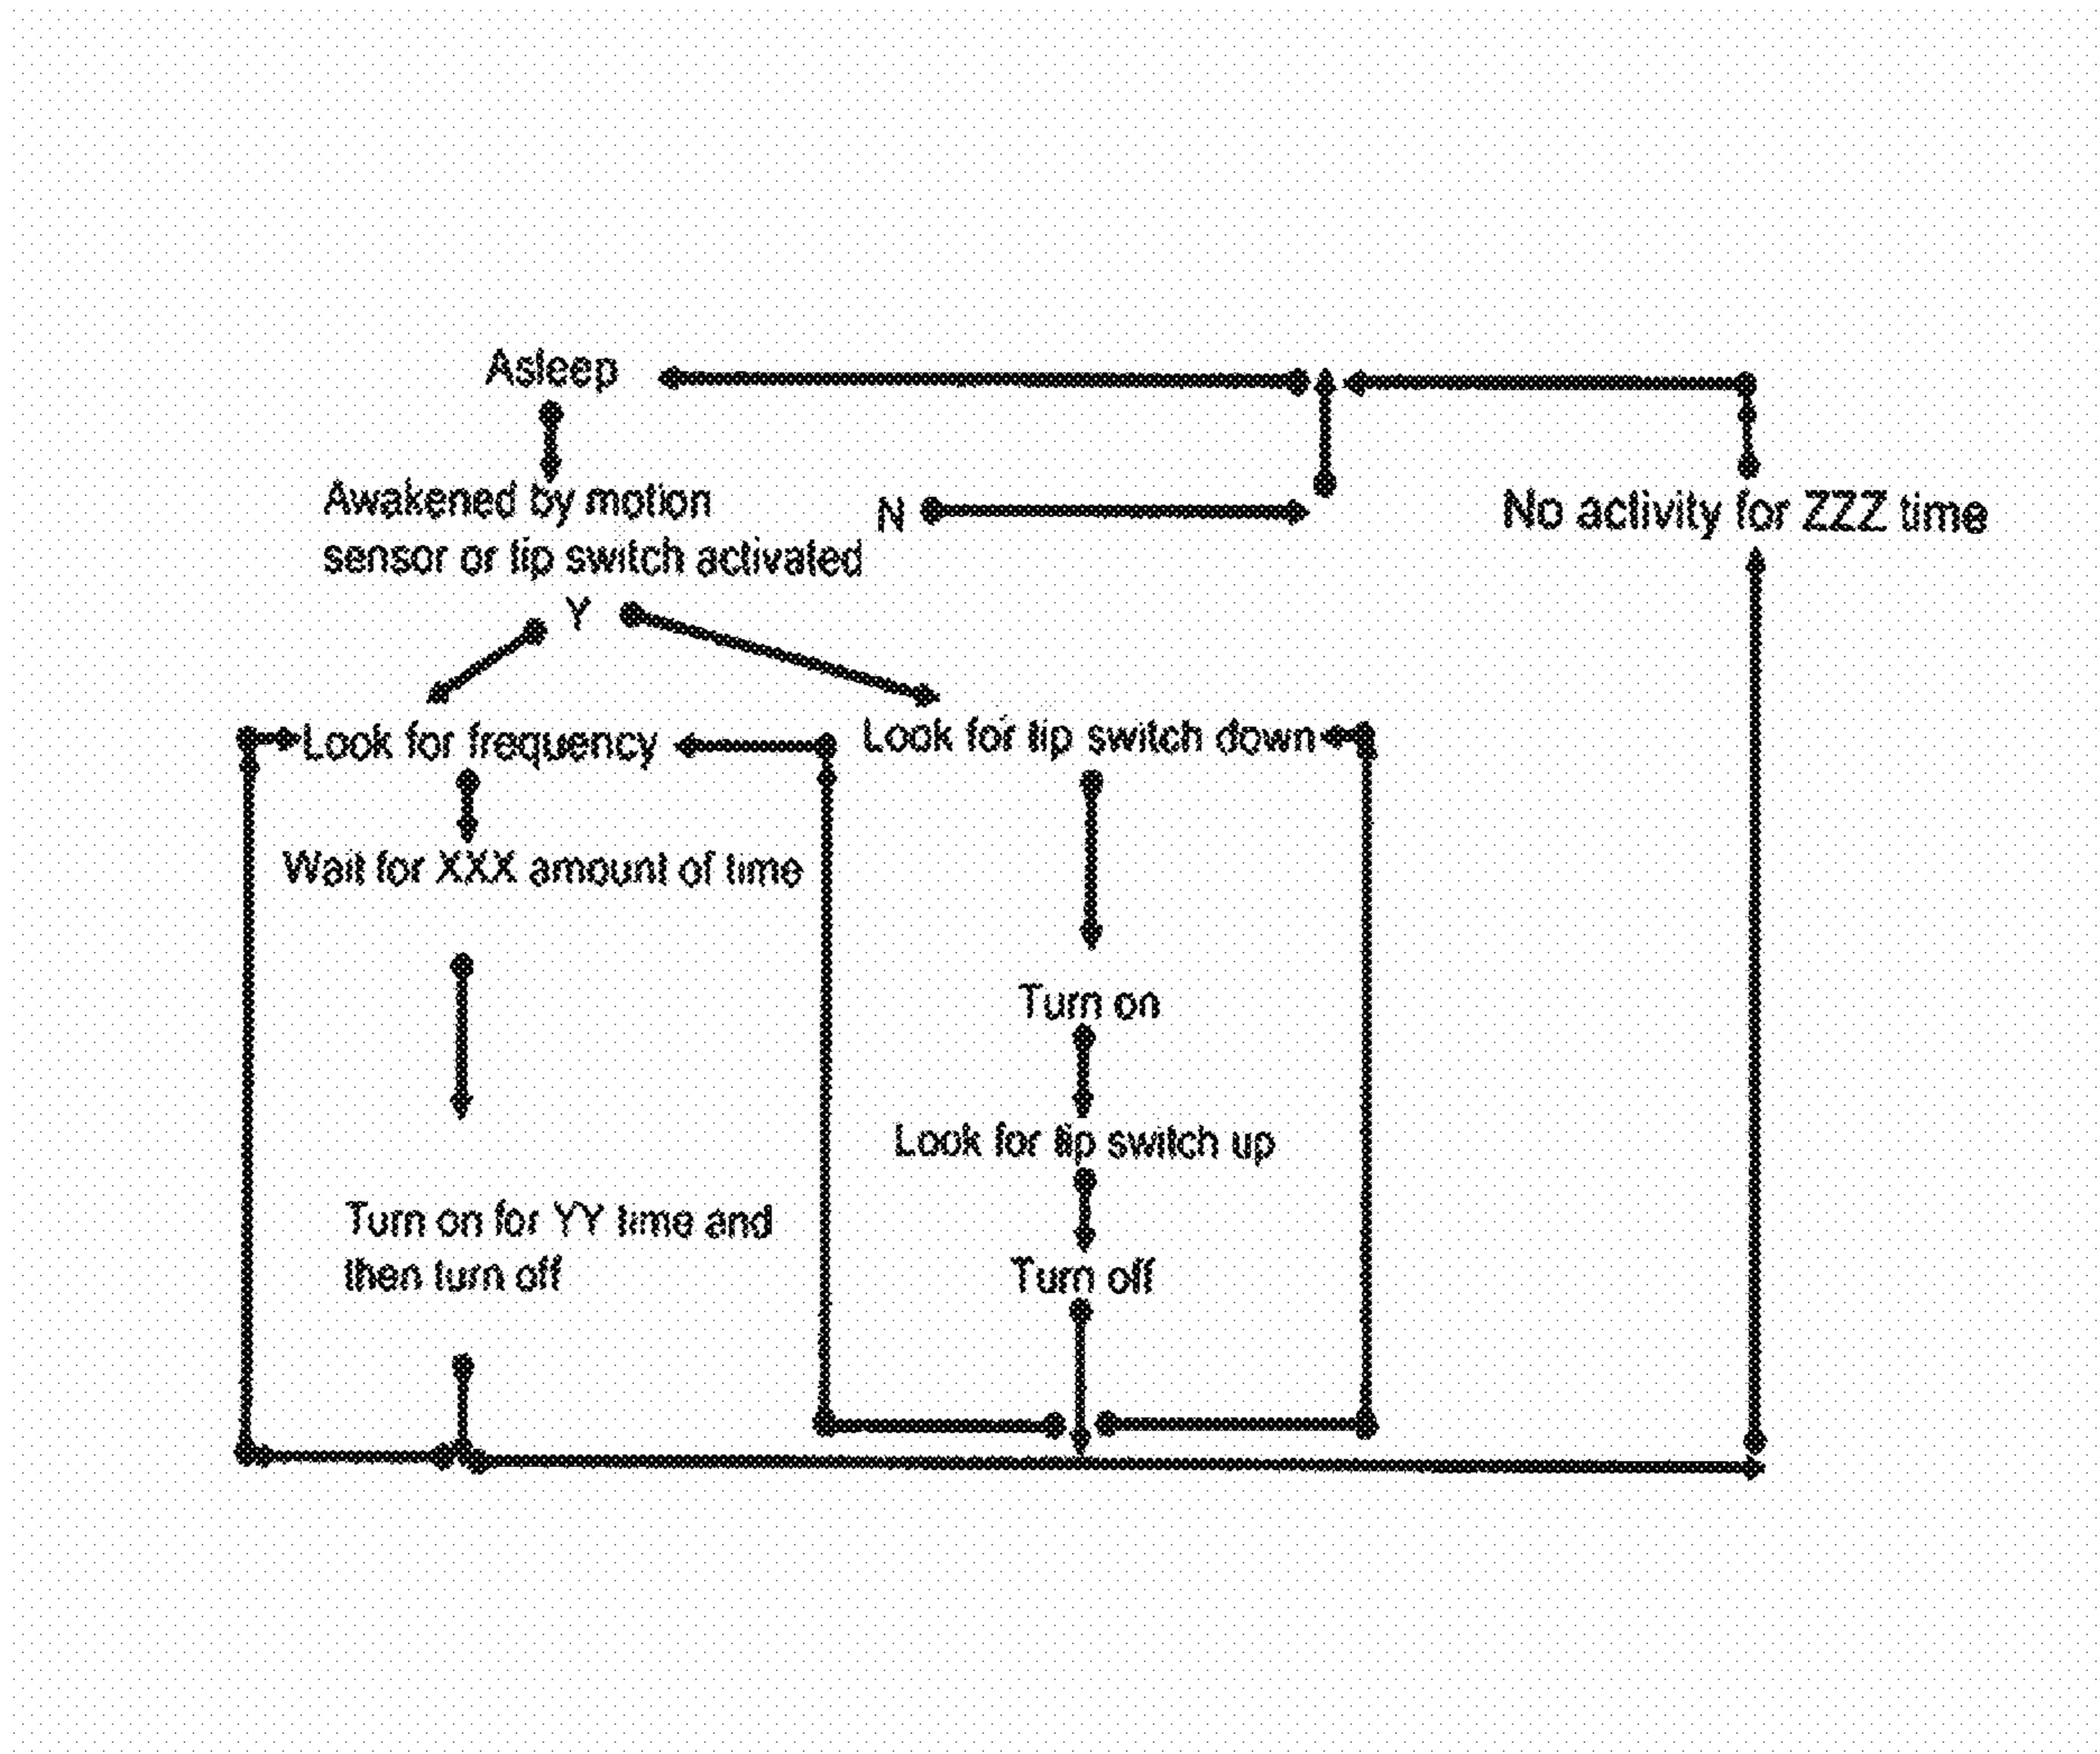 Asleep
Awakened by motion
sensor or tip switch activated
N
No activity for ZZZ time
Y
Look for frequency
Look for tip switch down
Wait for XXX amount of time
Turn on
Look for tip switch up
Turn on for YY time and
then turn off
Turn off